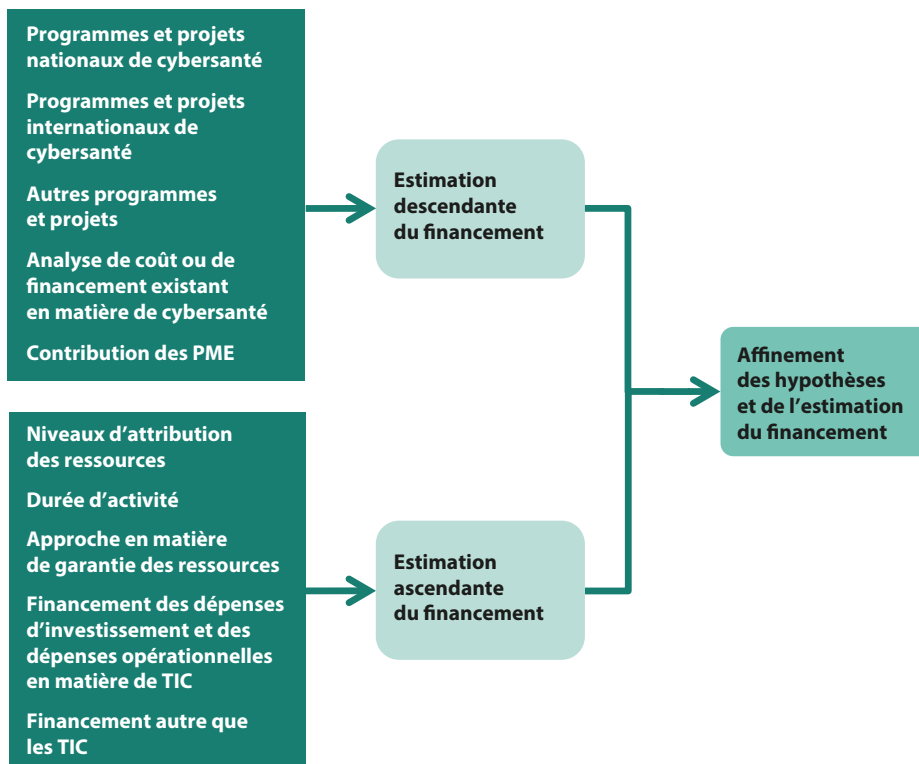 Programmes et projets
nationaux de cybersanté
Programmes et projets
internationaux de
cybersanté
Autres programmes
et projets
Analyse de coût ou de
financement existant
en matière de cybersanté
Contribution des PME
Estimation
descendante
du financement
Niveaux d’attribution
des ressources
Durée d’activité
Approche en matière
de garantie des ressources
Financement des dépenses
d’investissement et des
dépenses opérationnelles
en matière de TIC
Financement autre que
les TIC
Estimation
ascendante
du financement
Affinement
des hypothèses
et de l’estimation
du financement